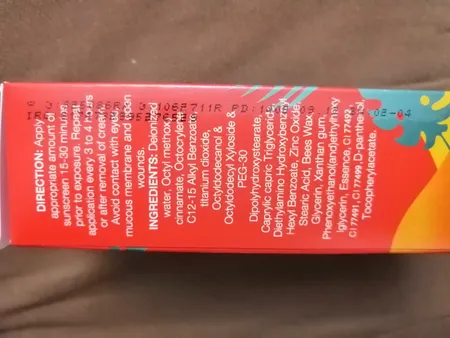 DIRECTION: Apply
appropriate amount of
sunscreen 15-30 minutes
prior to exposure. Repeat
application every 3 to 4 hours
or after removal of cream.
Avoid contact with eyes,
mucous membrane and upon
wounds.
INGREDIENTS: Deionized
water, Octyl methoxy
cinnamate, Octocrylene,
C12-15 Alkyl Benzoate,
titanium dioxide,
Octyldodecanol &
Octyldodecyl Xyloside &
PEG-30
Dipolyhydroxystearate,
Caprylic capric Triglyceride,
Diethylamino Hydroxybenzoyl
Hexyl Benzoate, Zinc Oxide,
Stearic Acid, Bees wax,
Glycerin, Xanthan gum,
Phenoxyethanol(and)ethylhexy
lglycerin, Essence, CI 77492,
CI 77491, CI 77499, D-panthenol,
Tocopherylacetate.